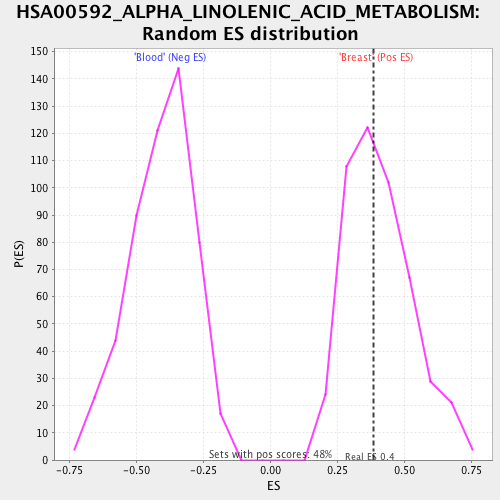 HSA00592_ALPHA_LINOLENIC_ACID_METABOLISM:
Random ES distribution
'Blood' (Neg ES) 'Breast' (Pos ES)
150
140
130
120
110
100
90
80
70
60
50
40
30
20
10
0
P(ES)
Sets with pos scores: 48%
Real ES 0.4
-0.75 -0.50 -0.25 0.00 0.25 0.50 0.75
ES